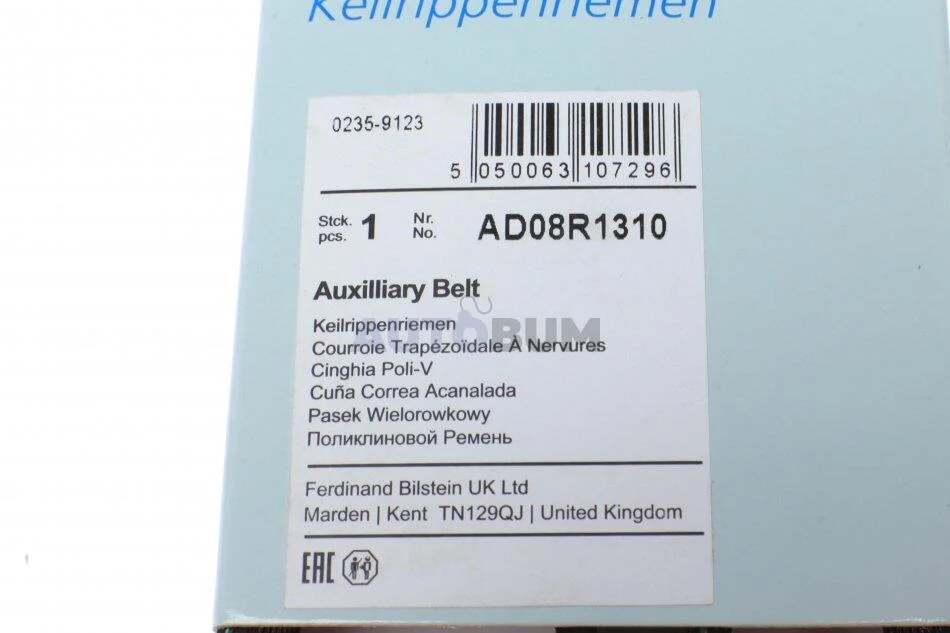 Keilrippenriemen
0235-9123
5 050063 107296
Stck. pcs. 1 Nr. No. AD08R1310
Auxilliary Belt
Keilrippenriemen
AUTOBUM
Courroie Trapézoïdale A Nervures
Cinghia Poli-V
Cuña Correa Acanalada
Pasek Wielorowkowy
Поликлиновой Ремень
Ferdinand Bilstein UK Ltd
Marden | Kent TN129QJ | United Kingdom
EAC